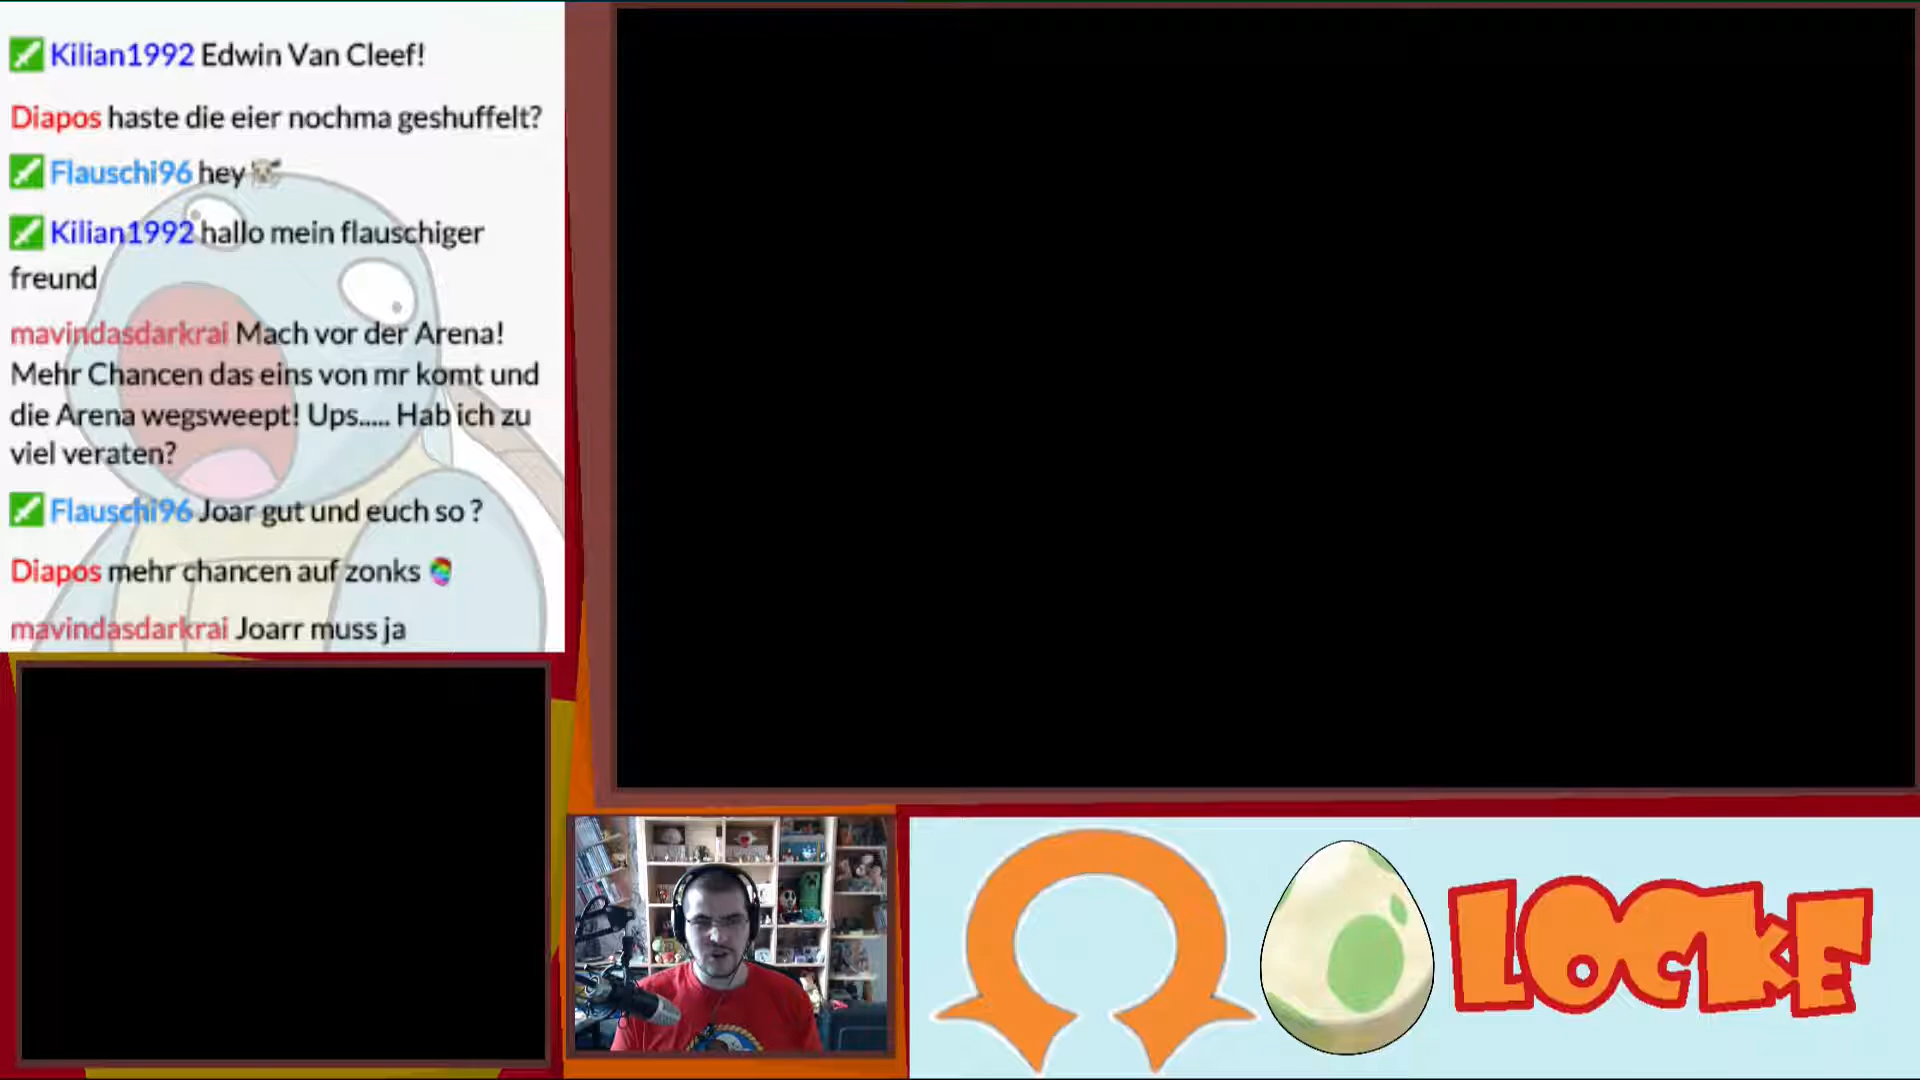 Kilian1992 Edwin Van Cleef!
Diapos haste die eier nochma geshuffelt?
Flauschi96 hey
Kilian1992 hallo mein flauschiger
freund
mavindasdarkrai Mach vor der Arena!
Mehr Chancen das eins von mr komt und
die Arena wegsweept! Ups..... Hab ich zu
viel veraten?
Flauschi96 Joar gut und euch so ?
Diapos mehr chancen auf zonks
mavindasdarkrai Joarr muss ja
LOCKE